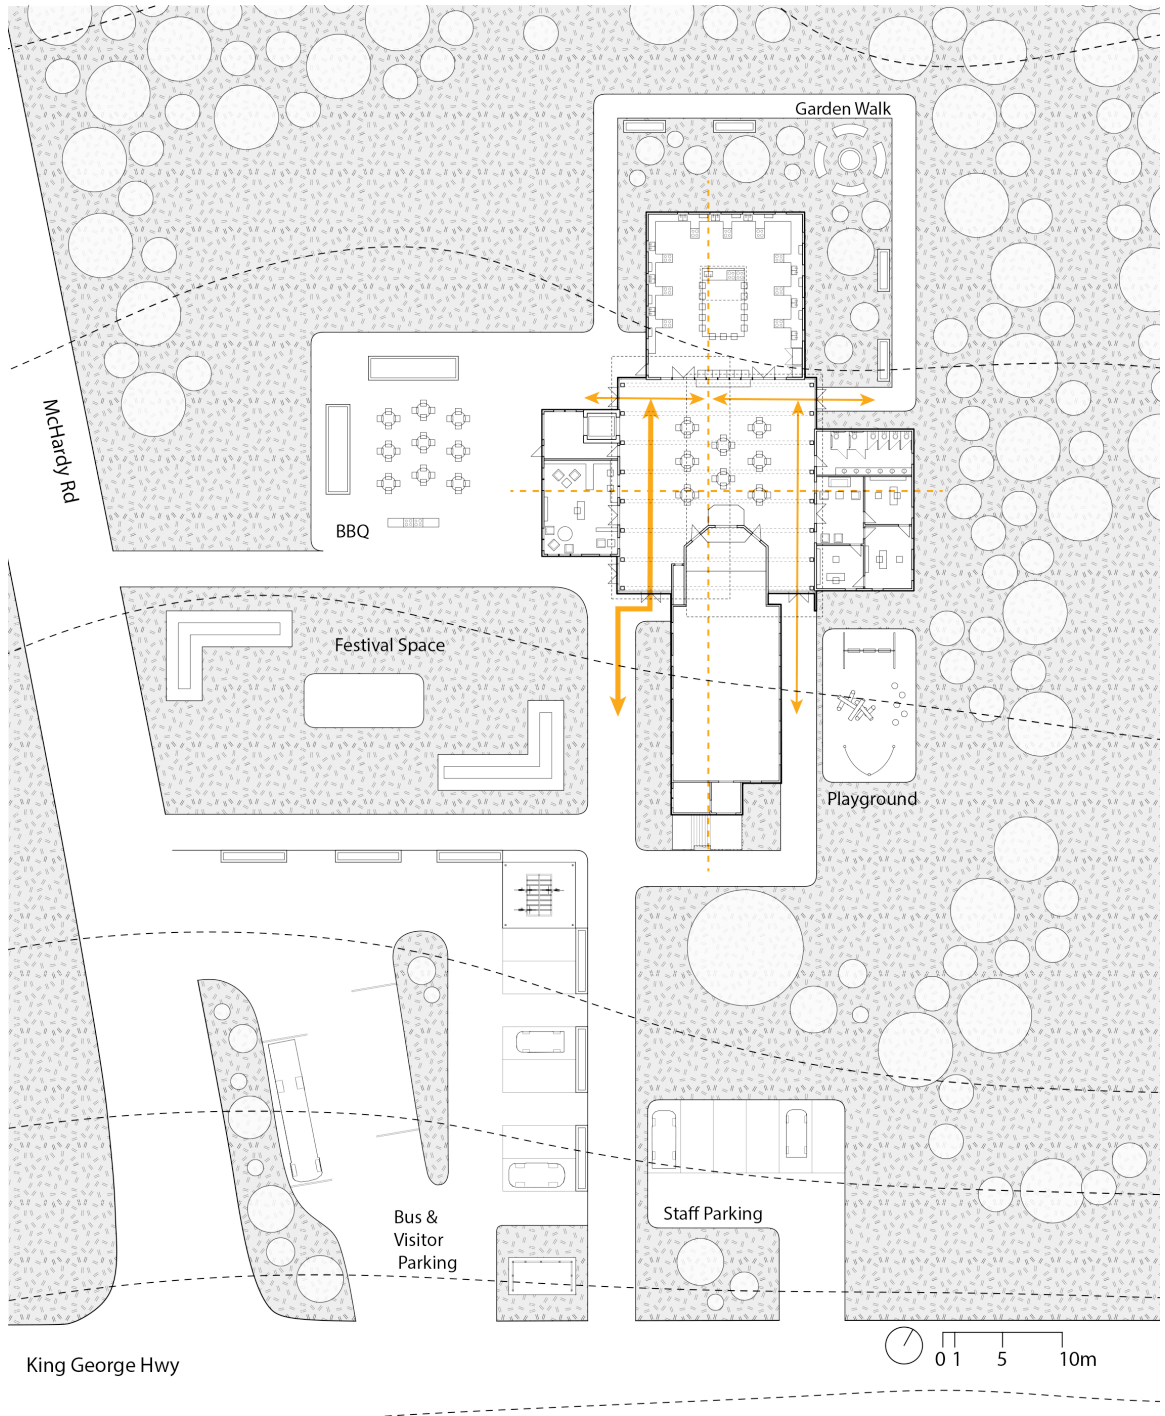 Garden Walk
McHardy Rd
BBQ
Festival Space
Playground
Bus &
Visitor
Parking
Staff Parking
King George Hwy
0 1 5 10m